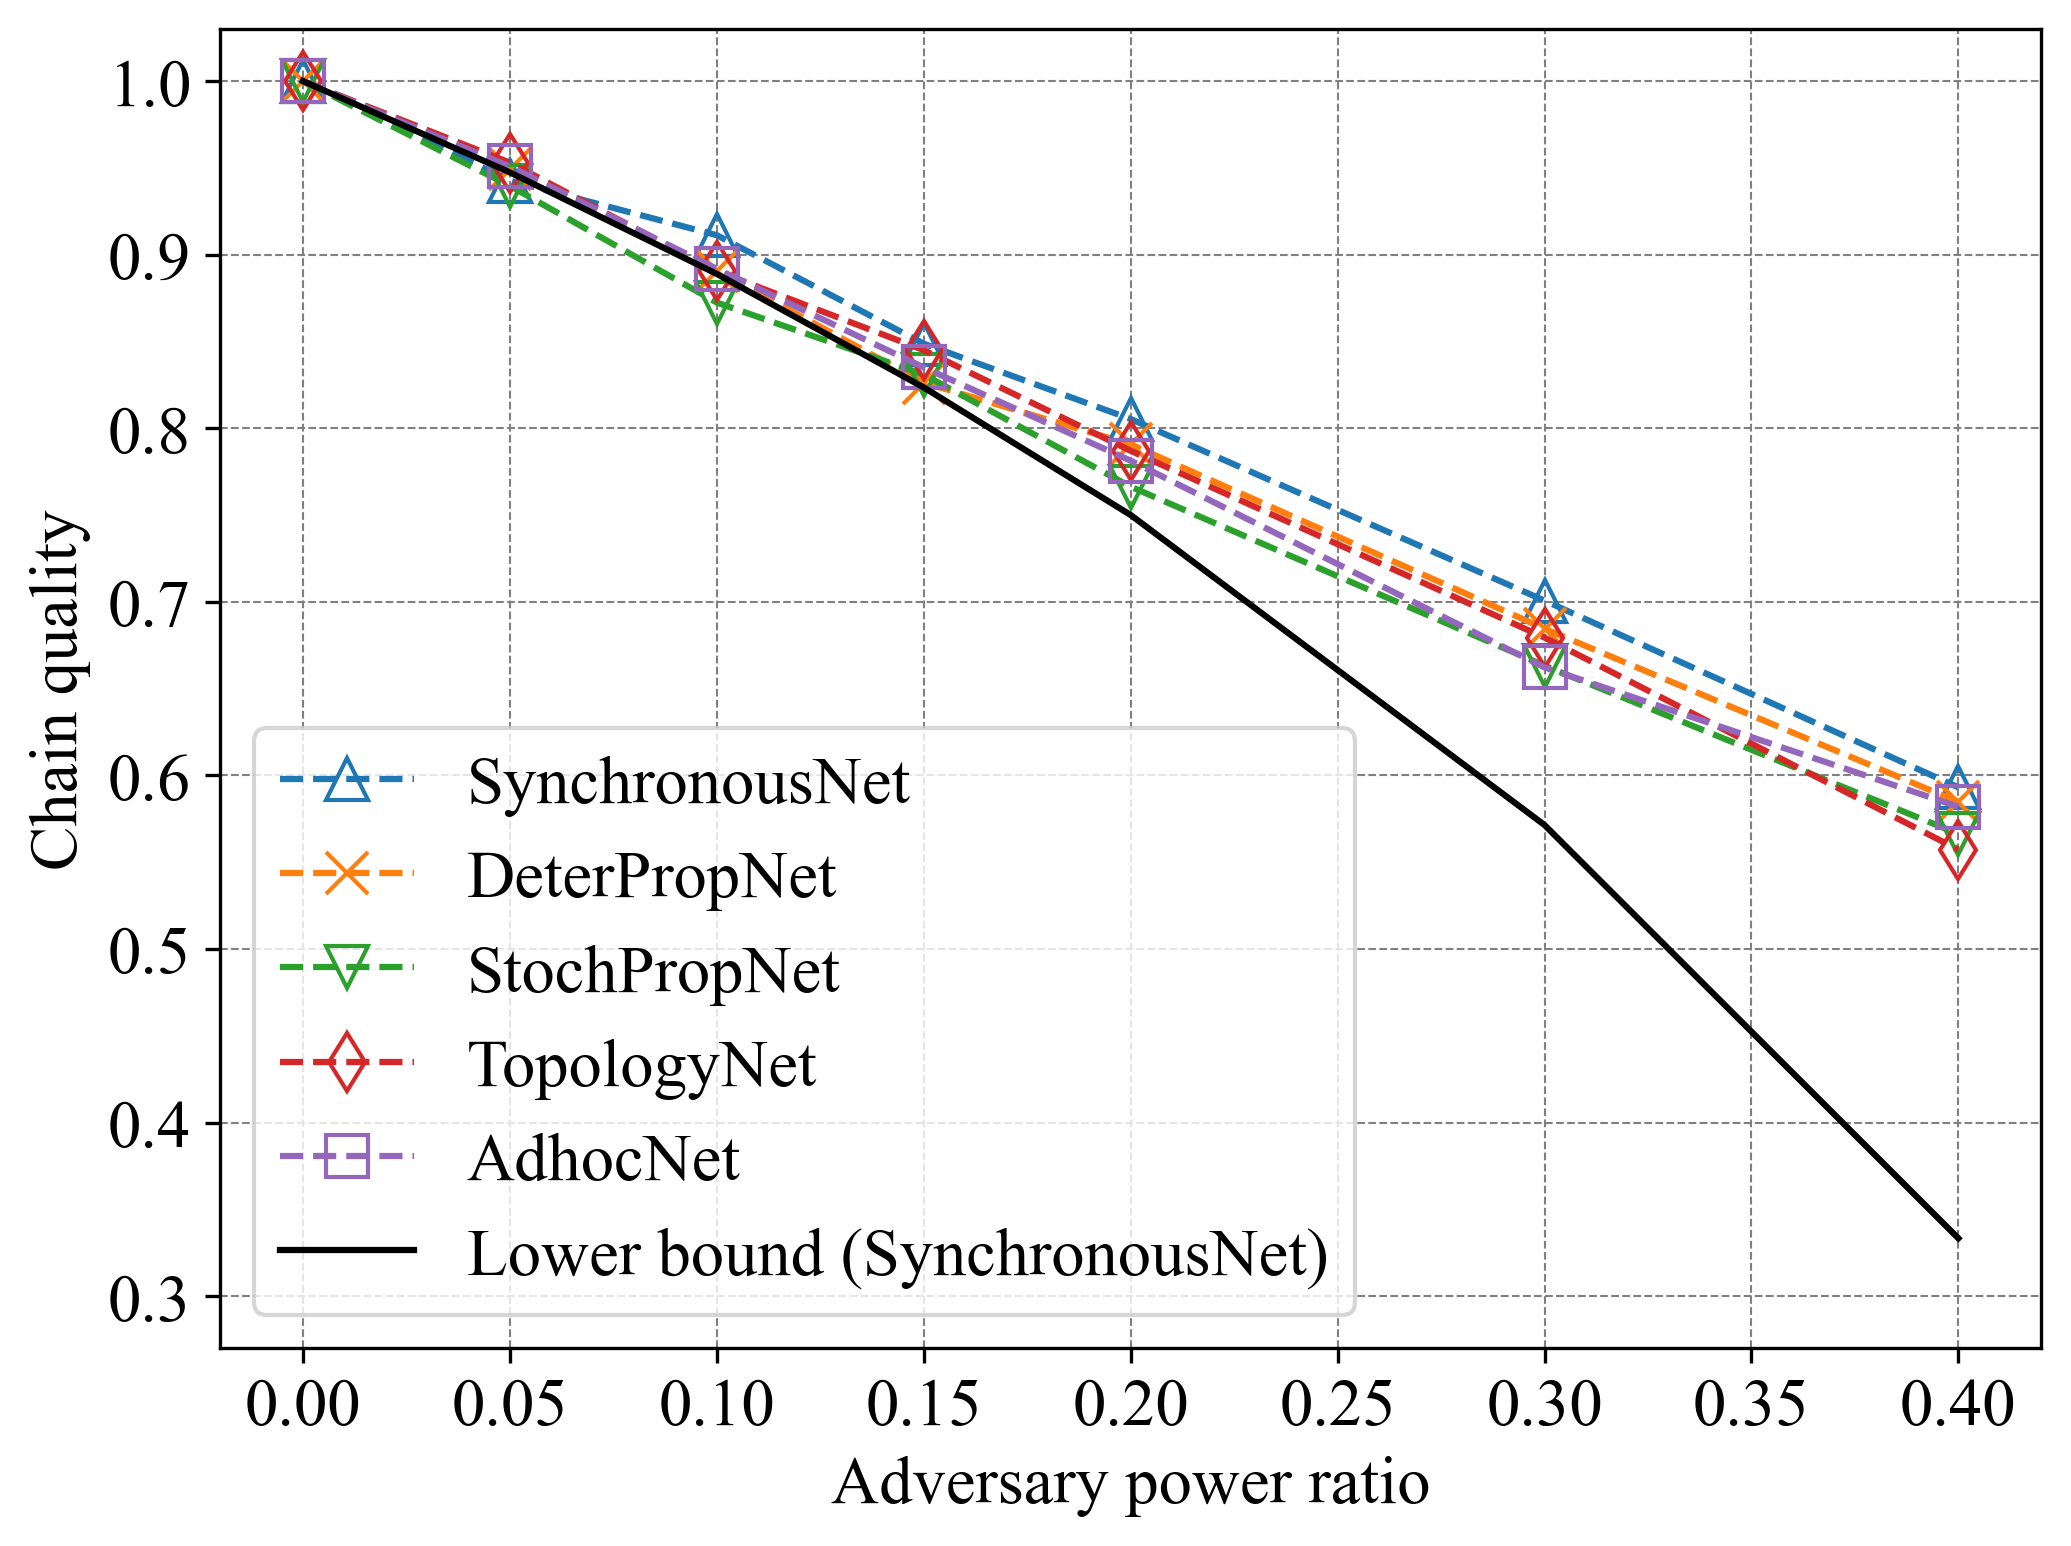 1.0
0.9
0.8
0.7
0.6
0.5
0.4
0.3
Chain quality
SynchronousNet
DeterPropNet
StochPropNet
TopologyNet
AdhocNet
Lower bound (SynchronousNet)
0.00 0.05 0.10 0.15 0.20 0.25 0.30 0.35 0.40
Adversary power ratio